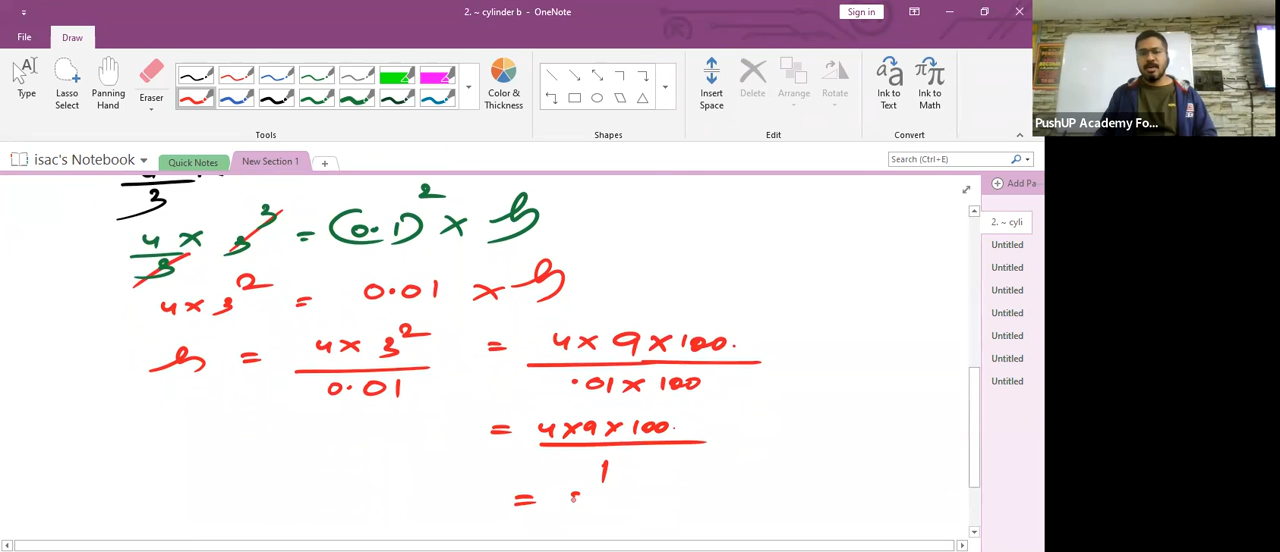 2. ~ cylinder b - OneNote
Sign in
File
Draw
Type
Lasso Select
Panning Hand
Eraser
Color & Thickness
Insert Space
Delete
Arrange
Rotate
Ink to Text
Ink to Math
Tools
Shapes
Edit
Convert
PushUP Academy Fo...
isac's Notebook
Quick Notes
New Section 1
Search (Ctrl+E)
Add Pa
2. ~ cyli
Untitled
Untitled
Untitled
Untitled
Untitled
Untitled
Untitled
3
4/3 × 3³ = (0.1)² × h
4 × 3² = 0.01 × h
h = 4 × 3² / 0.01 = 4 × 9 × 100. / .01 × 100
= 4 × 9 × 100. / 1
=